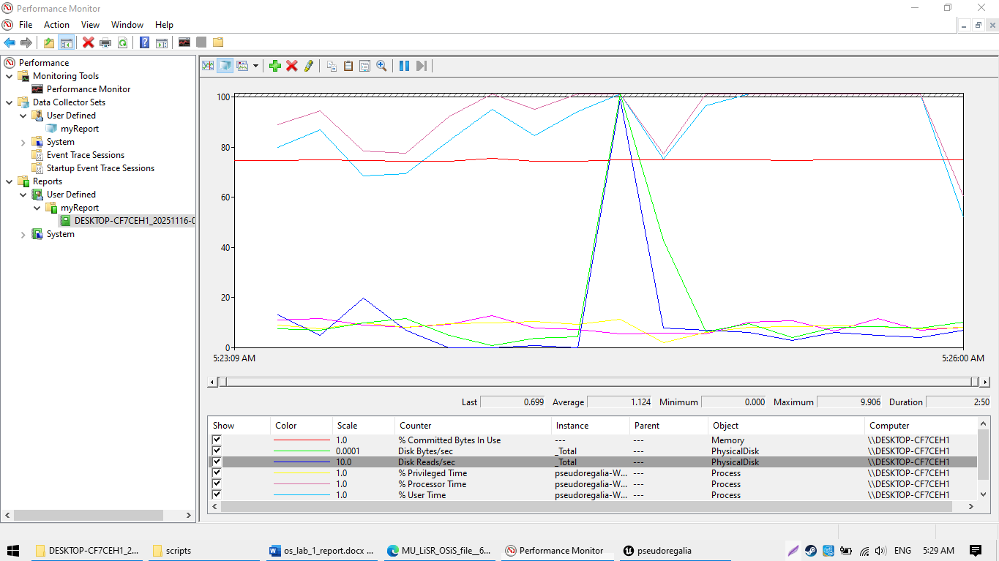 Performance Monitor
File Action View Window Help
Performance
Monitoring Tools
Performance Monitor
Data Collector Sets
User Defined
myReport
System
Event Trace Sessions
Startup Event Trace Sessions
Reports
User Defined
myReport
DESKTOP-CF7CEH1_20251116-0
System
100
80
60
40
20
0
5:23:09 AM 5:26:00 AM
Last 0.699 Average 1.124 Minimum 0.000 Maximum 9.906 Duration 2:50
Show Color Scale Counter Instance Parent Object Computer
1.0 % Committed Bytes In Use --- --- Memory \\DESKTOP-CF7CEH1
0.0001 Disk Bytes/sec _Total --- PhysicalDisk \\DESKTOP-CF7CEH1
10.0 Disk Reads/sec _Total --- PhysicalDisk \\DESKTOP-CF7CEH1
1.0 % Privileged Time pseudoregalia-W... --- Process \\DESKTOP-CF7CEH1
1.0 % Processor Time pseudoregalia-W... --- Process \\DESKTOP-CF7CEH1
1.0 % User Time pseudoregalia-W... --- Process \\DESKTOP-CF7CEH1
DESKTOP-CF7CEH1_2... scripts os_lab_1_report.docx ... MU_LiSR_OSiS_file__6... Performance Monitor pseudoregalia ENG 5:29 AM